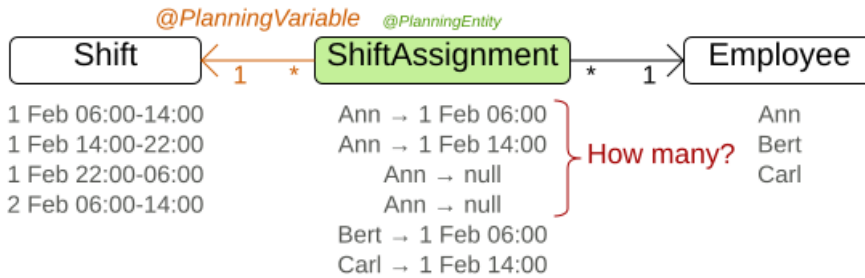 @PlanningVariable @PlanningEntity
Shift ShiftAssignment Employee
1 * * 1
1 Feb 06:00-14:00 Ann → 1 Feb 06:00 Ann
1 Feb 14:00-22:00 Ann → 1 Feb 14:00 Bert
How many?
1 Feb 22:00-06:00 Ann → null Carl
2 Feb 06:00-14:00 Ann → null
Bert → 1 Feb 06:00
Carl → 1 Feb 14:00